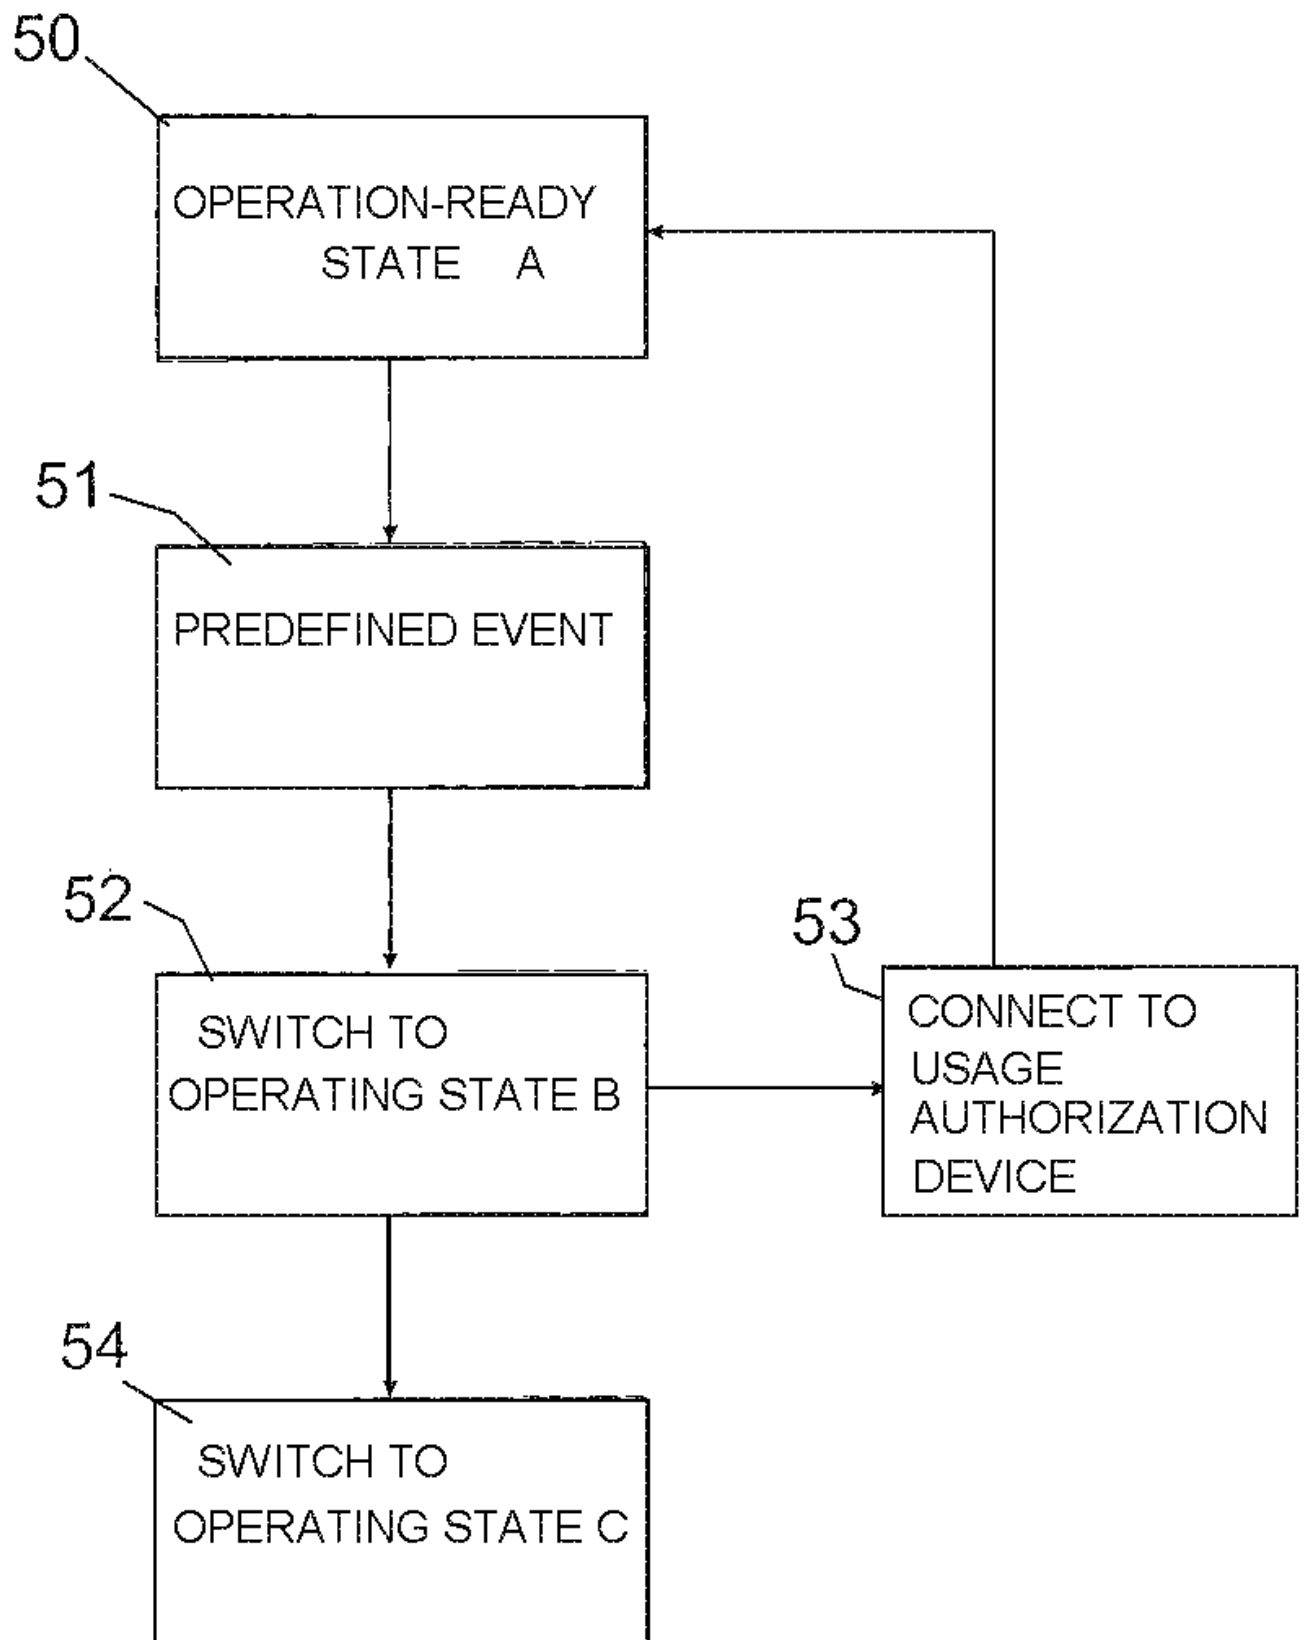 50
OPERATION-READY
STATE A
51
PREDEFINED EVENT
52
SWITCH TO
OPERATING STATE B
53
CONNECT TO
USAGE
AUTHORIZATION
DEVICE
54
SWITCH TO
OPERATING STATE C